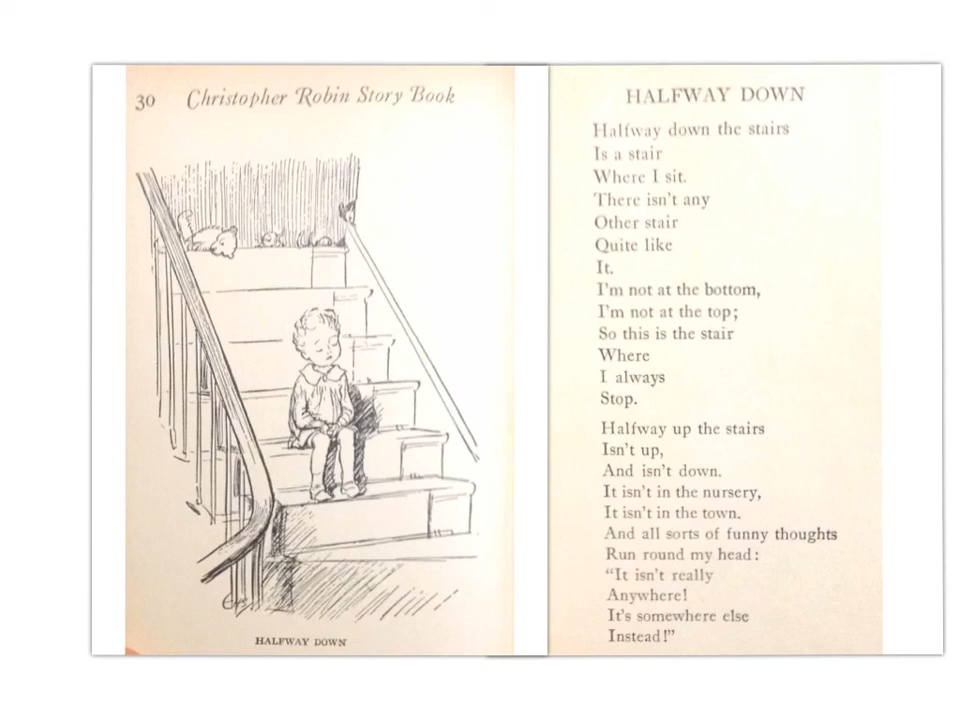 30 Christopher Robin Story Book
HALFWAY DOWN
HALFWAY DOWN
Halfway down the stairs
Is a stair
Where I sit.
There isn't any
Other stair
Quite like
It.
I'm not at the bottom,
I'm not at the top;
So this is the stair
Where
I always
Stop.
Halfway up the stairs
Isn't up,
And isn't down.
It isn't in the nursery,
It isn't in the town.
And all sorts of funny thoughts
Run round my head:
"It isn't really
Anywhere!
It's somewhere else
Instead!"